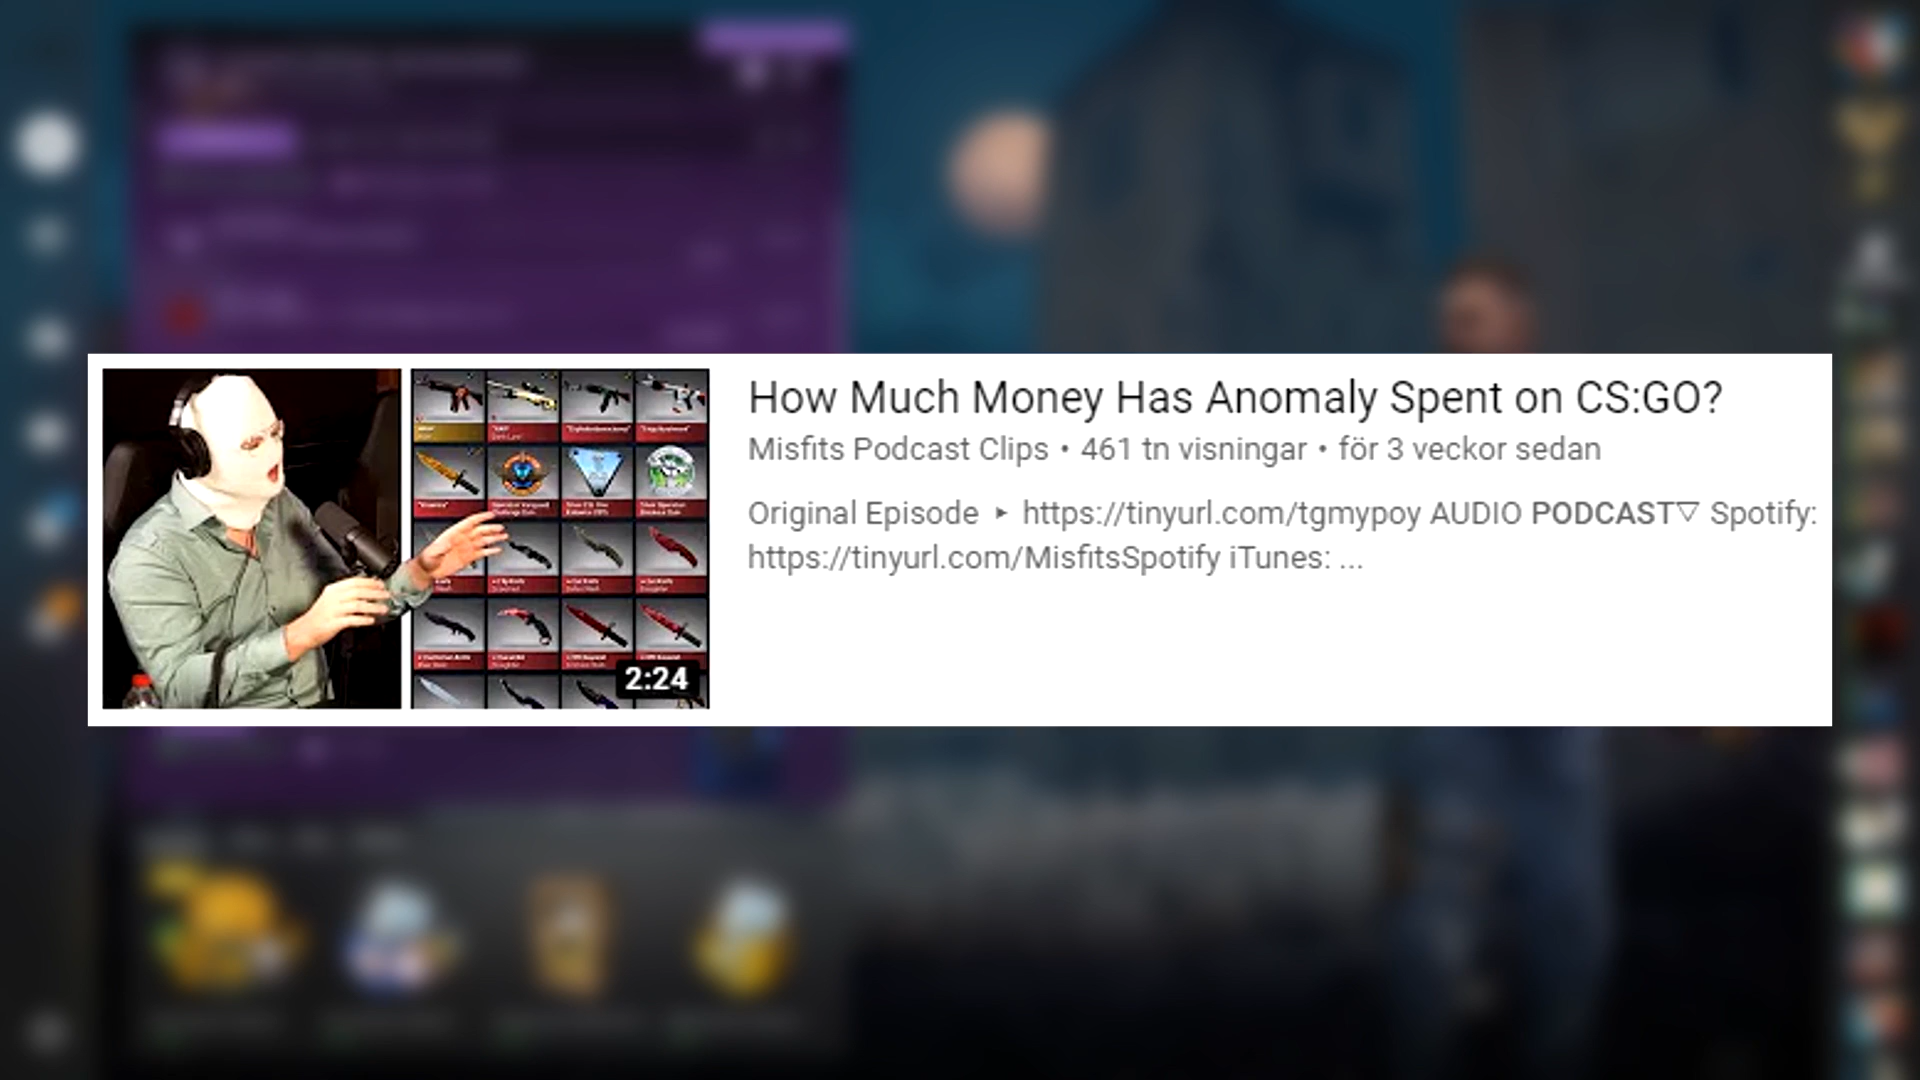 How Much Money Has Anomaly Spent on CS:GO?
Misfits Podcast Clips • 461 tn visningar • för 3 veckor sedan
Original Episode ‣ https://tinyurl.com/tgmypoy AUDIO PODCAST▽ Spotify:
https://tinyurl.com/MisfitsSpotify iTunes: ...
2:24